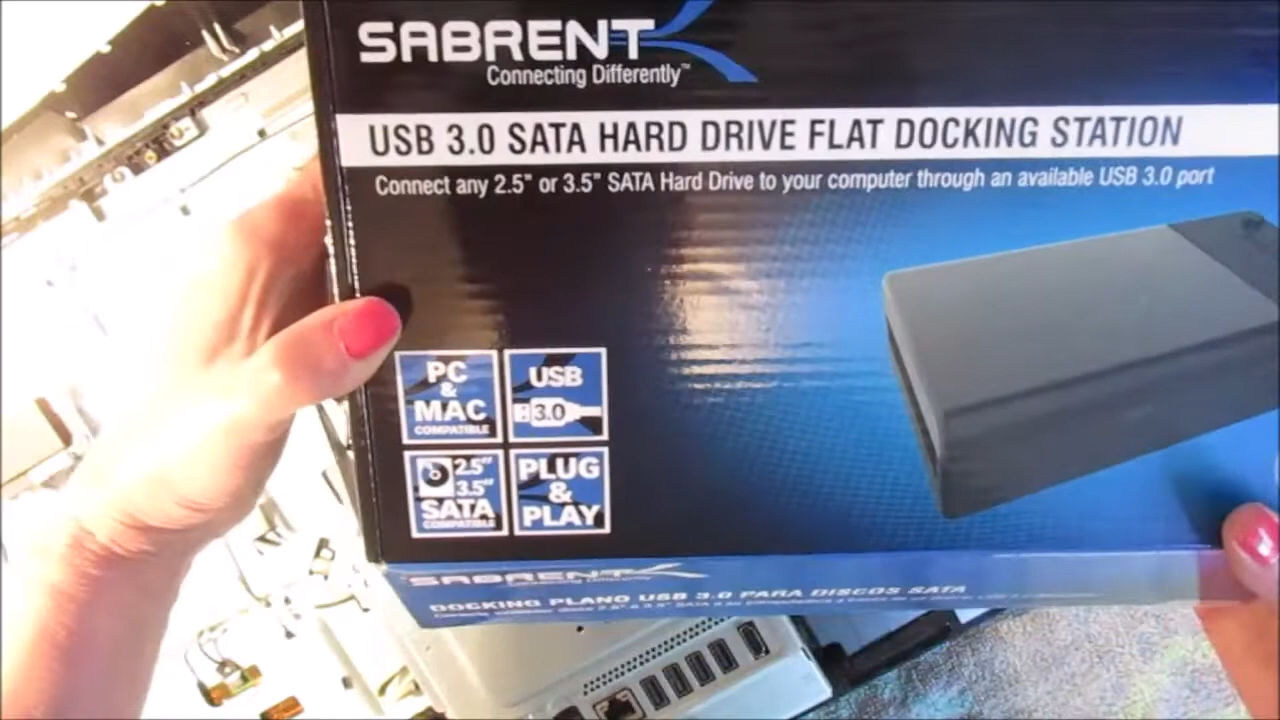 SABRENT
Connecting Differently™
USB 3.0 SATA HARD DRIVE FLAT DOCKING STATION
Connect any 2.5" or 3.5" SATA Hard Drive to your computer through an available USB 3.0 port
PC
&
MAC
COMPATIBLE
USB
3.0
2.5"
3.5"
SATA
COMPATIBLE
PLUG
&
PLAY
SABRENT
Connecting Differently
DOCKING PLANO USB 3.0 PARA DISCOS SATA